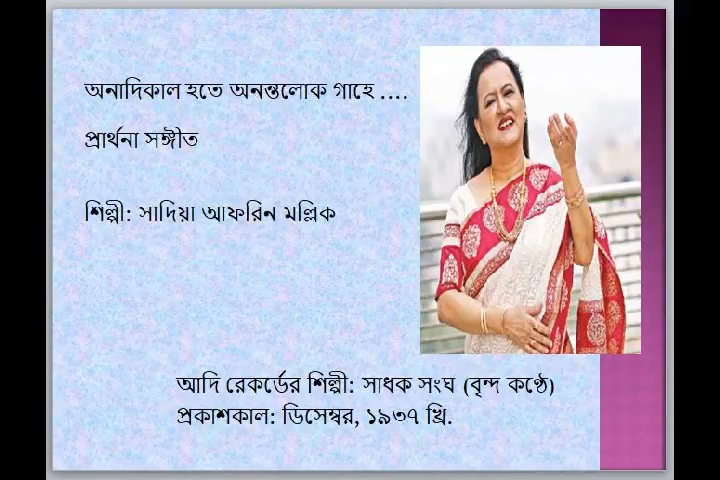 অনাদিকাল হতে অনন্তলোক গাহে ....
প্রার্থনা সঙ্গীত
শিল্পী: সাদিয়া আফরিন মল্লিক
আদি রেকর্ডের শিল্পী: সাধক সংঘ (বৃন্দ কণ্ঠে)
প্রকাশকাল: ডিসেম্বর, ১৯৩৭ খ্রি.